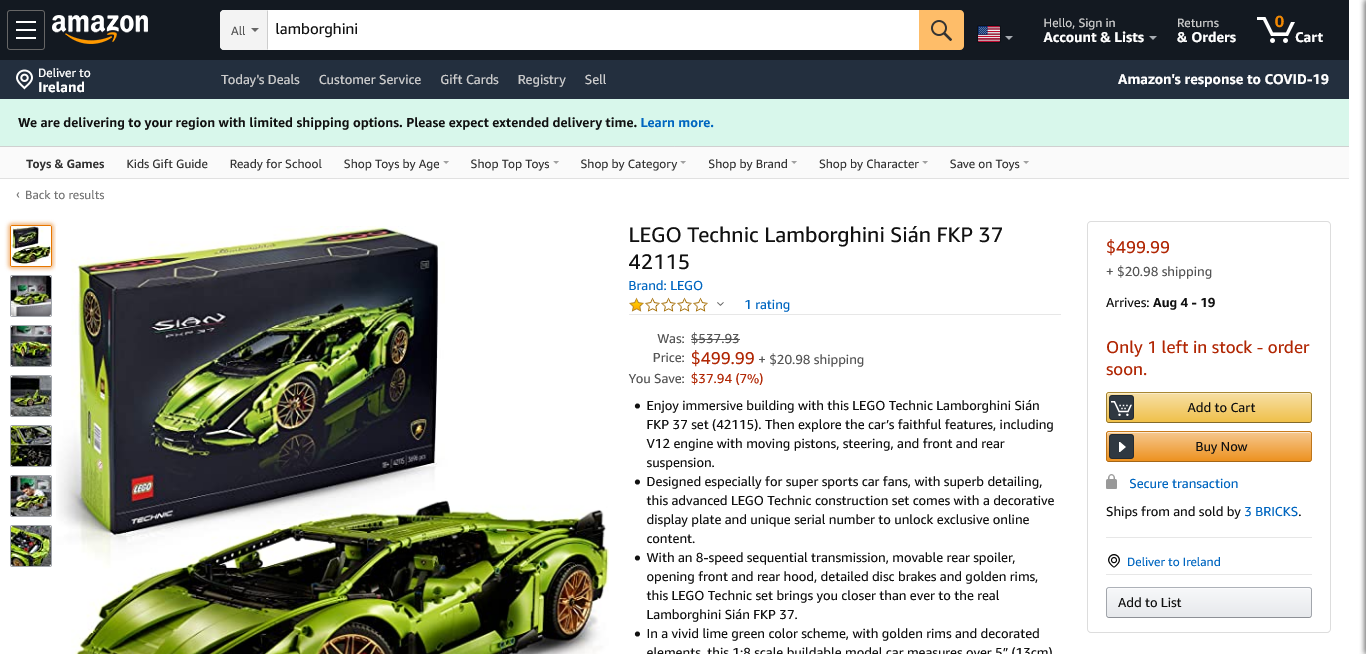 amazon
All
lamborghini
Hello, Sign in
Account & Lists
Returns
& Orders
0
Cart
Deliver to
Ireland
Today's Deals
Customer Service
Gift Cards
Registry
Sell
Amazon's response to COVID-19
We are delivering to your region with limited shipping options. Please expect extended delivery time. Learn more.
Toys & Games
Kids Gift Guide
Ready for School
Shop Toys by Age
Shop Top Toys
Shop by Category
Shop by Brand
Shop by Character
Save on Toys
‹ Back to results
SIÁN
FKP 37
LEGO
TECHNIC
LEGO Technic Lamborghini Sián FKP 37
42115
Brand: LEGO
1 rating
Was: $537.93
Price: $499.99 + $20.98 shipping
You Save: $37.94 (7%)
• Enjoy immersive building with this LEGO Technic Lamborghini Sián
FKP 37 set (42115). Then explore the car's faithful features, including
V12 engine with moving pistons, steering, and front and rear
suspension.
• Designed especially for super sports car fans, with superb detailing,
this advanced LEGO Technic construction set comes with a decorative
display plate and unique serial number to unlock exclusive online
content.
• With an 8-speed sequential transmission, movable rear spoiler,
opening front and rear hood, detailed disc brakes and golden rims,
this LEGO Technic set brings you closer than ever to the real
Lamborghini Sián FKP 37.
• In a vivid lime green color scheme, with golden rims and decorated
elements, this 1:8 scale buildable model car measures over 5" (13cm)
$499.99
+ $20.98 shipping
Arrives: Aug 4 - 19
Only 1 left in stock - order
soon.
Add to Cart
Buy Now
Secure transaction
Ships from and sold by 3 BRICKS.
Deliver to Ireland
Add to List